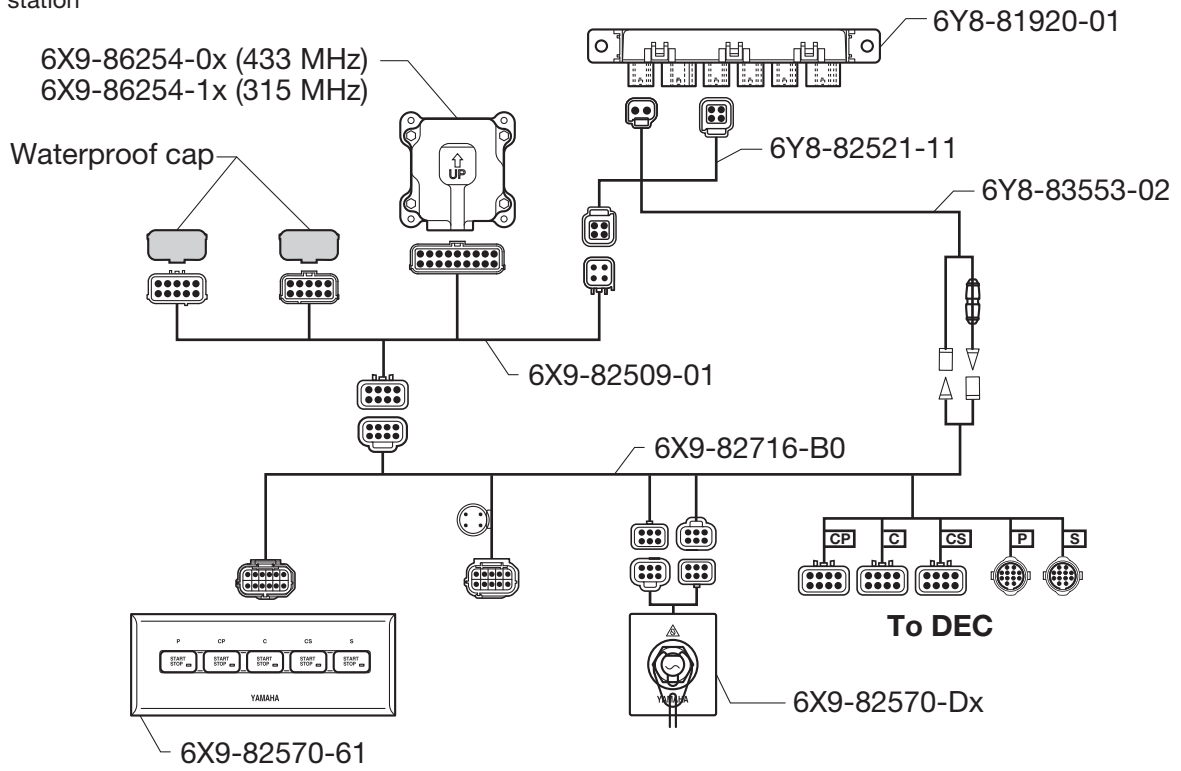 station
6Y8-81920-01
6X9-86254-0x (433 MHz)
6X9-86254-1x (315 MHz)
UP
Waterproof cap
6Y8-82521-11
6Y8-83553-02
6X9-82509-01
6X9-82716-B0
CP
C
CS
P
S
To DEC
P CP C CS S
START START START START START
STOP STOP STOP STOP STOP
YAMAHA
YAMAHA
6X9-82570-Dx
6X9-82570-61